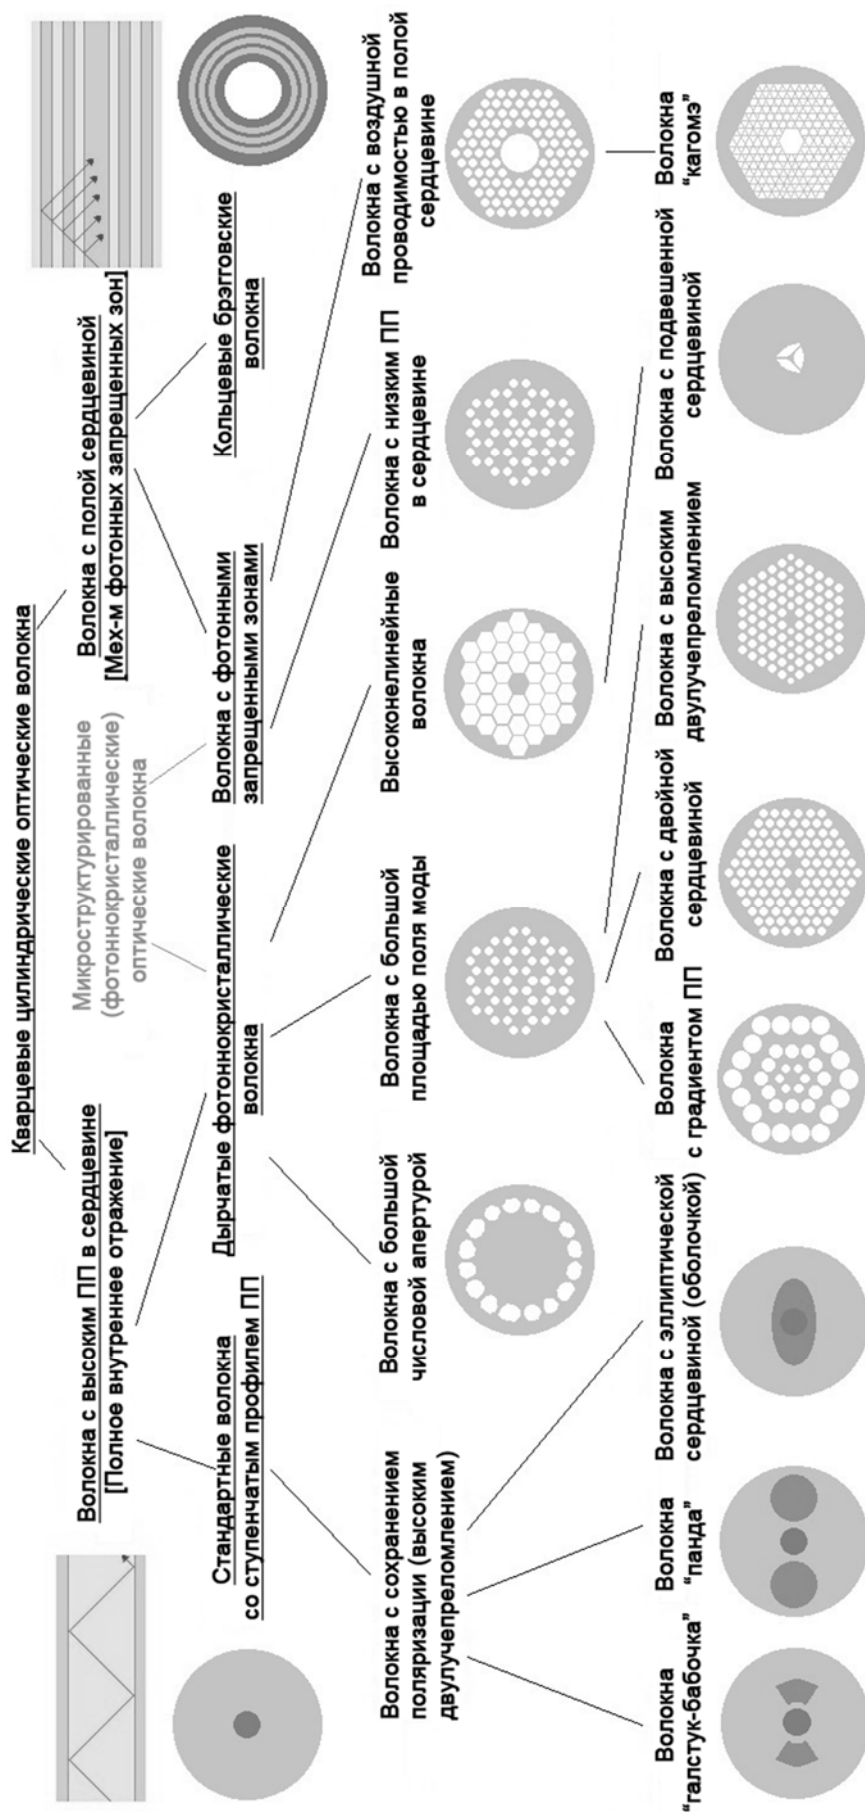 Кварцевые цилиндрические оптические волокна
Волокна с высоким ПП в сердцевине
[Полное внутреннее отражение]
Микроструктурированные
(фотоннокристаллические)
оптические волокна
Волокна с полой сердцевиной
[Мех-м фотонных запрещенных зон]
Стандартные волокна
со ступенчатым профилем ПП
Дырчатые фотоннокристаллические
волокна
Волокна с фотонными
запрещенными зонами
Кольцевые брэгговские
волокна
Волокна с сохранением
поляризации (высоким
двулучепреломлением)
Волокна с большой
числовой апертурой
Волокна с большой
площадью поля моды
Высоконелинейные
волокна
Волокна с низким ПП
в сердцевине
Волокна с воздушной
проводимостью в полой
сердцевине
Волокна
“галстук-бабочка”
Волокна
“панда”
Волокна с эллиптической
сердцевиной (оболочкой)
Волокна
с градиентом ПП
Волокна с двойной
сердцевиной
Волокна с высоким
двулучепреломлением
Волокна с подвешенной
сердцевиной
Волокна
“кагомэ”